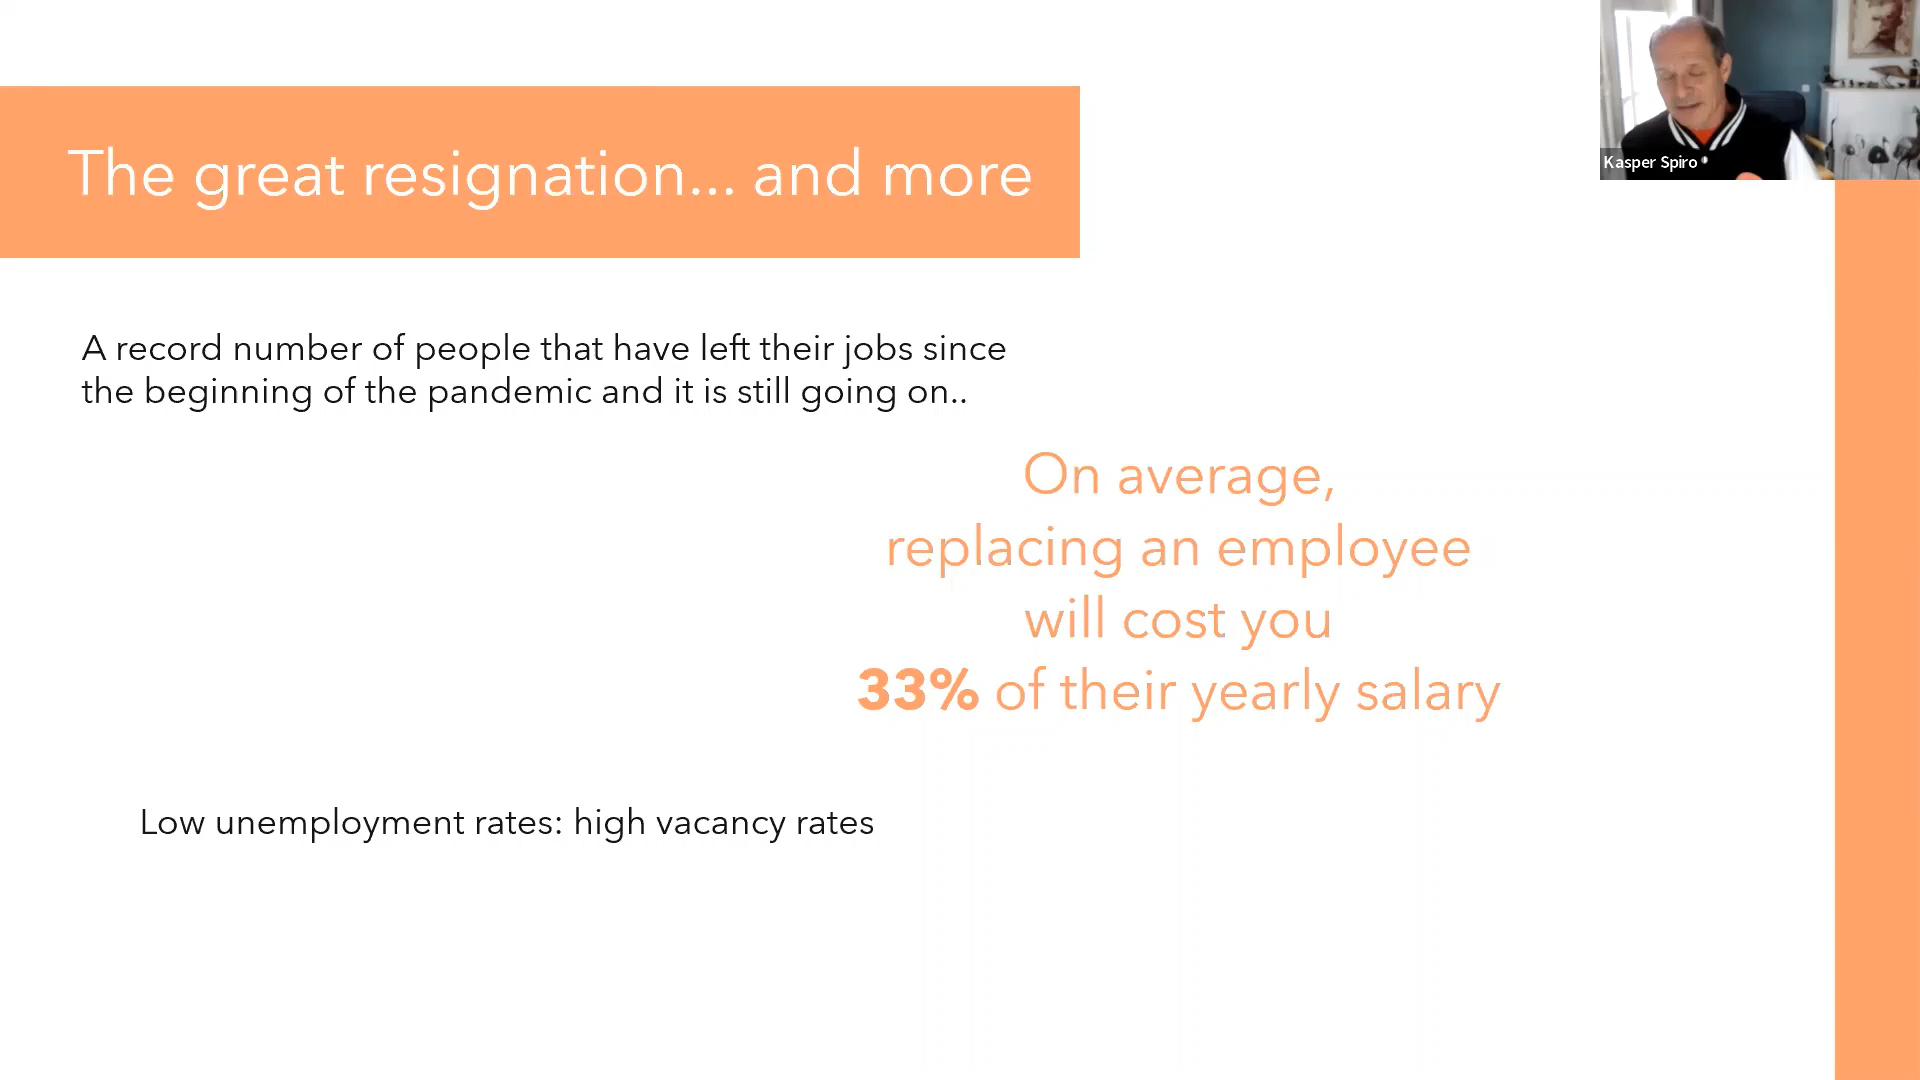 The great resignation... and more
Kasper Spiro
A record number of people that have left their jobs since
the beginning of the pandemic and it is still going on..
On average,
replacing an employee
will cost you
33% of their yearly salary
Low unemployment rates: high vacancy rates